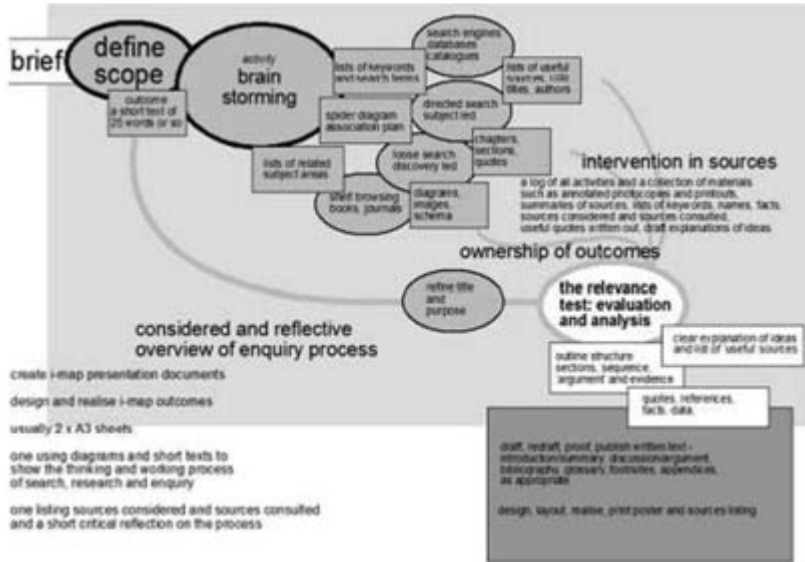 brief
define
scope
outcome
a short text of
25 words or so
activity
brain
storming
lists of keywords
and search terms
spider diagram
association plan
lists of related
subject areas
search engines
databases
catalogues
lists of useful
sources, titles, authors
directed search
subject led
chapters,
sections,
quotes
loose search
discovery led
shelf browsing
books, journals
diagrams,
images,
schema
intervention in sources
a log of all activities and a collection of materials
such as annotated photocopies and printouts,
summaries of sources, lists of keywords, names, facts
sources considered and sources consulted,
useful quotes written out, draft explanations of ideas
ownership of outcomes
refine title
and
purpose
the relevance
test: evaluation
and analysis
clear explanation of ideas
and list of 'useful sources
outline structure
sections, sequence,
'argument' and evidence
quotes, references,
facts, data,
considered and reflective
overview of enquiry process
create i-map presentation documents
design and realise i-map outcomes
usually 2 x A3 sheets
one using diagrams and short texts to
show the thinking and working process
of search, research and enquiry
one listing sources considered and sources consulted
and a short critical reflection on the process
draft, redraft, proof, publish written text -
introduction/summary, discussion/argument,
bibliography, glossary, footnotes, appendices,
as appropriate
design, layout, realise, print poster and sources listing